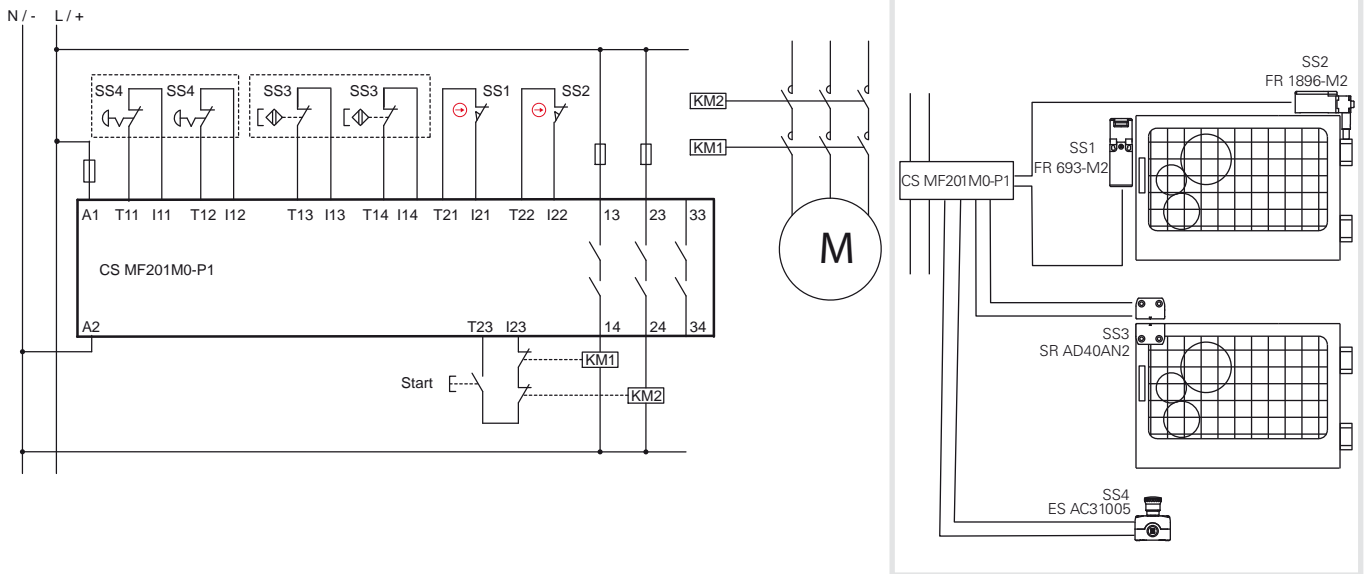 N / - L / +
SS4 SS4 SS3 SS3 SS1 SS2
A1 T11 I11 T12 I12 T13 I13 T14 I14 T21 I21 T22 I22 13 23 33
CS MF201M0-P1
A2 T23 I23 14 24 34
KM1
Start
KM2
KM2
KM1
M
SS2
FR 1896-M2
SS1
FR 693-M2
CS MF201M0-P1
SS3
SR AD40AN2
SS4
ES AC31005